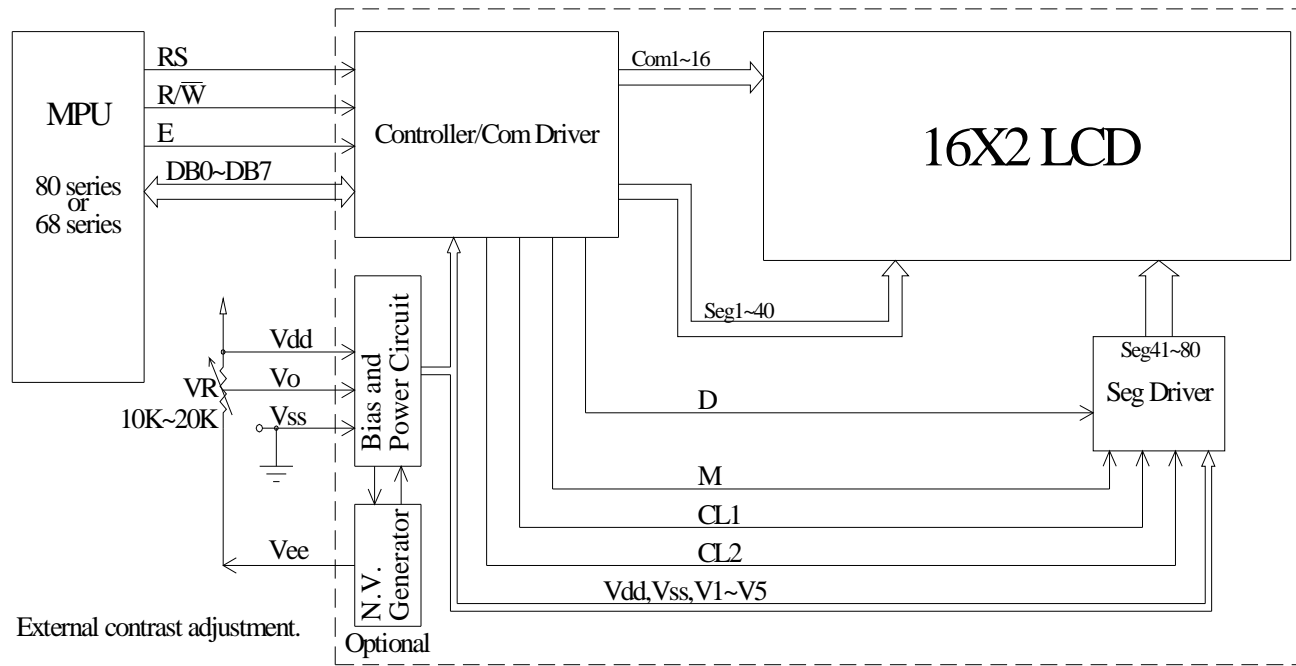 RS
R/W̅
E
DB0~DB7
MPU
80 series
or
68 series
Controller/Com Driver
Com1~16
16X2 LCD
Seg1~40
Seg41~80
Seg Driver
Vdd
Vo
VR
10K~20K
Vss
Bias and
Power Circuit
D
M
CL1
CL2
Vdd,Vss,V1~V5
Vee
N.V.
Generator
Optional
External contrast adjustment.